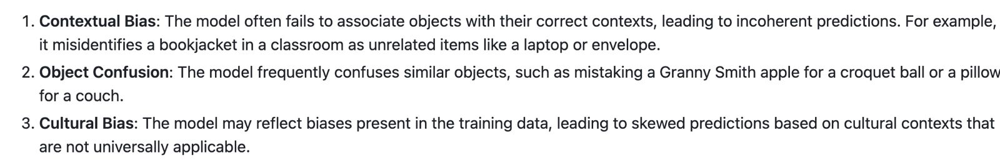 1. Contextual Bias: The model often fails to associate objects with their correct contexts, leading to incoherent predictions. For example,
it misidentifies a bookjacket in a classroom as unrelated items like a laptop or envelope.
2. Object Confusion: The model frequently confuses similar objects, such as mistaking a Granny Smith apple for a croquet ball or a pillow
for a couch.
3. Cultural Bias: The model may reflect biases present in the training data, leading to skewed predictions based on cultural contexts that
are not universally applicable.